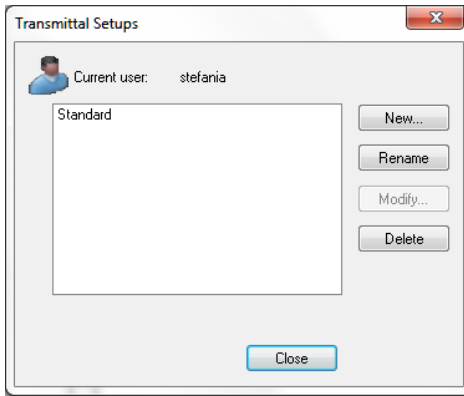 Transmittal Setups
Current user: stefania
Standard
New...
Rename
Modify...
Delete
Close